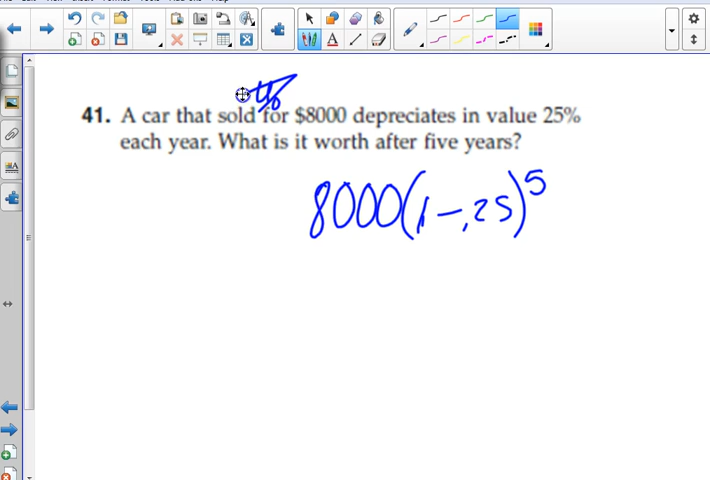 41. A car that sold for $8000 depreciates in value 25%
each year. What is it worth after five years?
8000(1-.25)^5